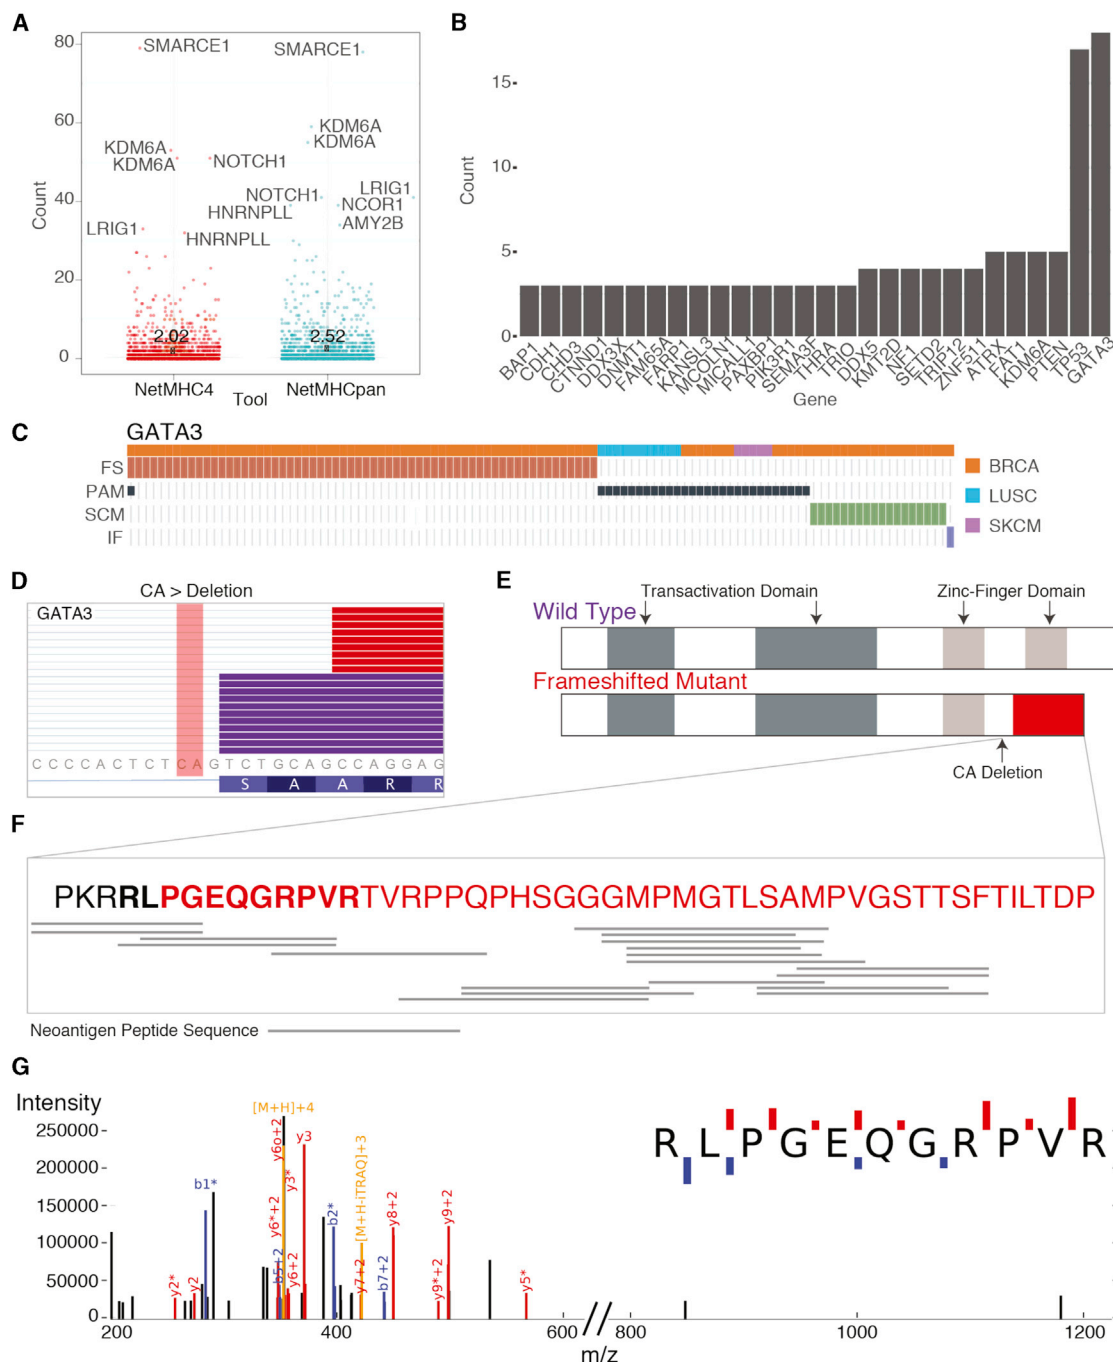 A
80
60
40
20
0
Count
SMARCE1
SMARCE1
KDM6A
KDM6A
KDM6A
KDM6A
NOTCH1
NOTCH1
LRIG1
HNRNPLL
NCOR1
AMY2B
LRIG1
HNRNPLL
2.02
2.52
NetMHC4
NetMHCpan
Tool
B
15
10
5
0
Count
BAP1
CDH1
CHD3
CTNND1
DDX3X
DNMT1
FAM65A
FARP1
KANSL3
MCOLN1
MICALL1
PAXBP1
PIK3R1
SEMA3F
THRA
TRIO
DDX5
KMT2D
NF1
SETD2
TRIP12
ZNF511
ATRX
FAT1
KDM6A
PTEN
TP53
GATA3
Gene
C
GATA3
FS
PAM
SCM
IF
BRCA
LUSC
SKCM
D
CA > Deletion
GATA3
CCCCACTCTCAGTCTGCAGCCAGGAG
S A A R R
E
Transactivation Domain
Zinc-Finger Domain
Wild Type
Frameshifted Mutant
CA Deletion
F
PKRRRLPGEQGRPVRTVRPPQPHSGGGMPMGTLSAMPVGSTTSFTILTDP
Neoantigen Peptide Sequence
G
Intensity
250000
200000
150000
100000
50000
0
[M+H]+4
y6o+2
y3
y3*
b1*
y6*+2
b5+2
y6+2
y2*
y2
b2*
[M+H-iTRAQ]+3
y7+2
y8+2
b7+2
y9+2
y9*+2
y5*
RLPGEQGRPVR
200
400
600
800
1000
1200
m/z